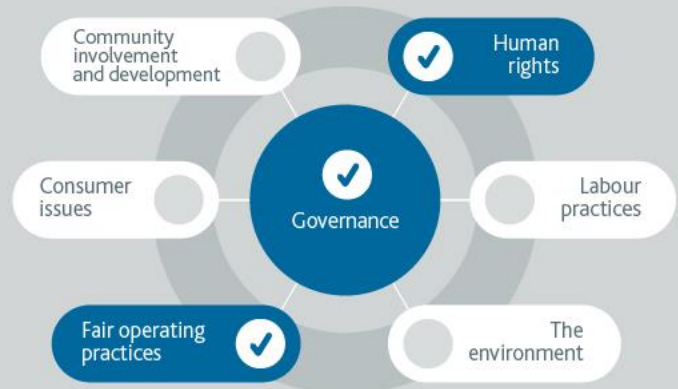 Community
involvement
and development
Human
rights
Consumer
issues
Governance
Labour
practices
Fair operating
practices
The
environment